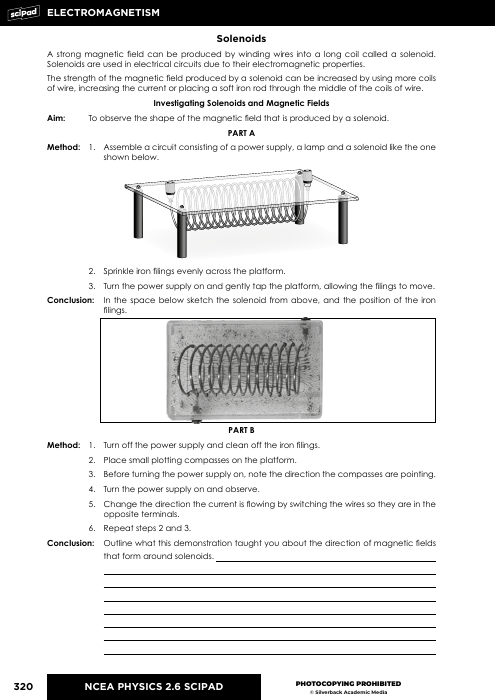 scipad ELECTROMAGNETISM
Solenoids
A strong magnetic field can be produced by winding wires into a long coil called a solenoid.
Solenoids are used in electrical circuits due to their electromagnetic properties.
The strength of the magnetic field produced by a solenoid can be increased by using more coils
of wire, increasing the current or placing a soft iron rod through the middle of the coils of wire.
Investigating Solenoids and Magnetic Fields
Aim: To observe the shape of the magnetic field that is produced by a solenoid.
PART A
Method: 1. Assemble a circuit consisting of a power supply, a lamp and a solenoid like the one
shown below.
2. Sprinkle iron filings evenly across the platform.
3. Turn the power supply on and gently tap the platform, allowing the filings to move.
Conclusion: In the space below sketch the solenoid from above, and the position of the iron
filings.
PART B
Method: 1. Turn off the power supply and clean off the iron filings.
2. Place small plotting compasses on the platform.
3. Before turning the power supply on, note the direction the compasses are pointing.
4. Turn the power supply on and observe.
5. Change the direction the current is flowing by switching the wires so they are in the
opposite terminals.
6. Repeat steps 2 and 3.
Conclusion: Outline what this demonstration taught you about the direction of magnetic fields
that form around solenoids.
320 NCEA PHYSICS 2.6 SCIPAD PHOTOCOPYING PROHIBITED
© Silverback Academic Media